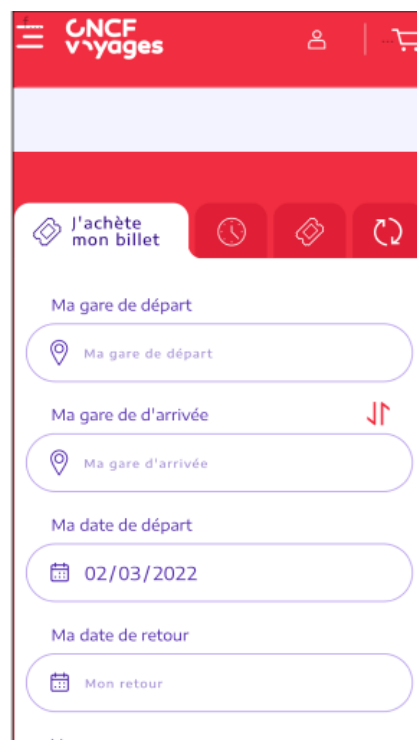 ONCF
voyages
J'achète
mon billet
Ma gare de départ
Ma gare de départ
Ma gare de d'arrivée
Ma gare d'arrivée
Ma date de départ
02/03/2022
Ma date de retour
Mon retour